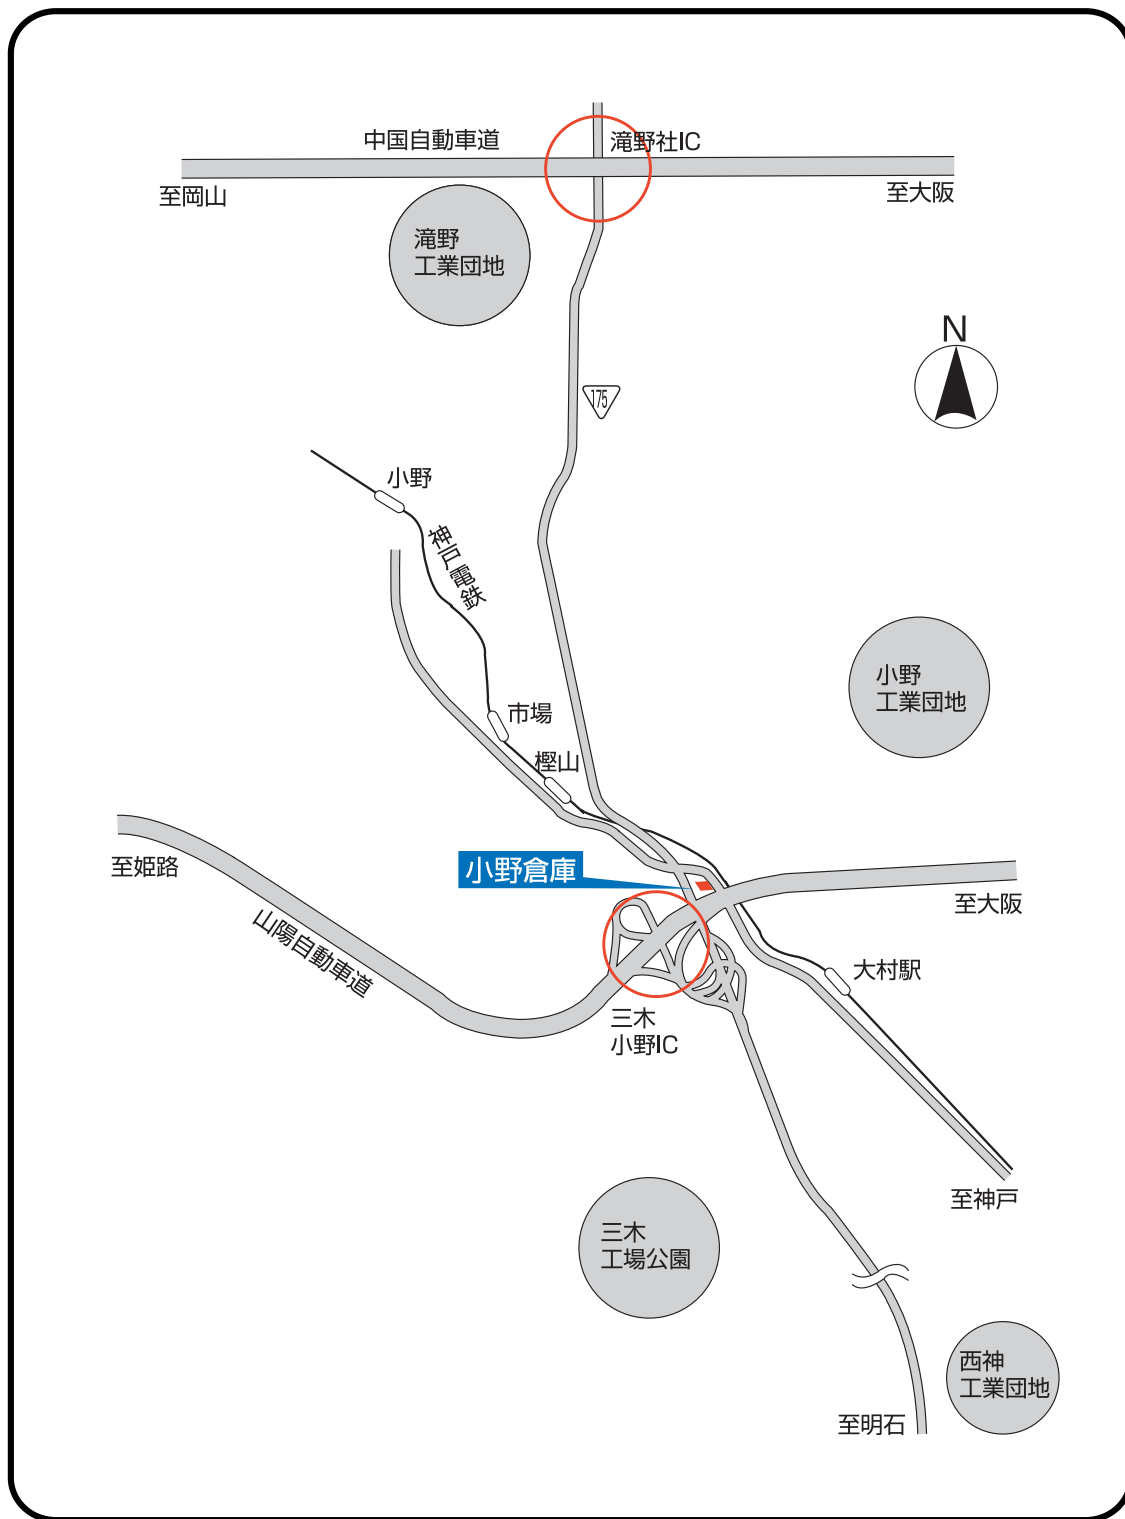 中国自動車道
滝野社IC
至岡山
至大阪
滝野
工業団地
N
175
小野
神戸電鉄
小野
工業団地
市場
樫山
至姫路
小野倉庫
至大阪
山陽自動車道
大村駅
三木
小野IC
至神戸
三木
工場公園
西神
工業団地
至明石